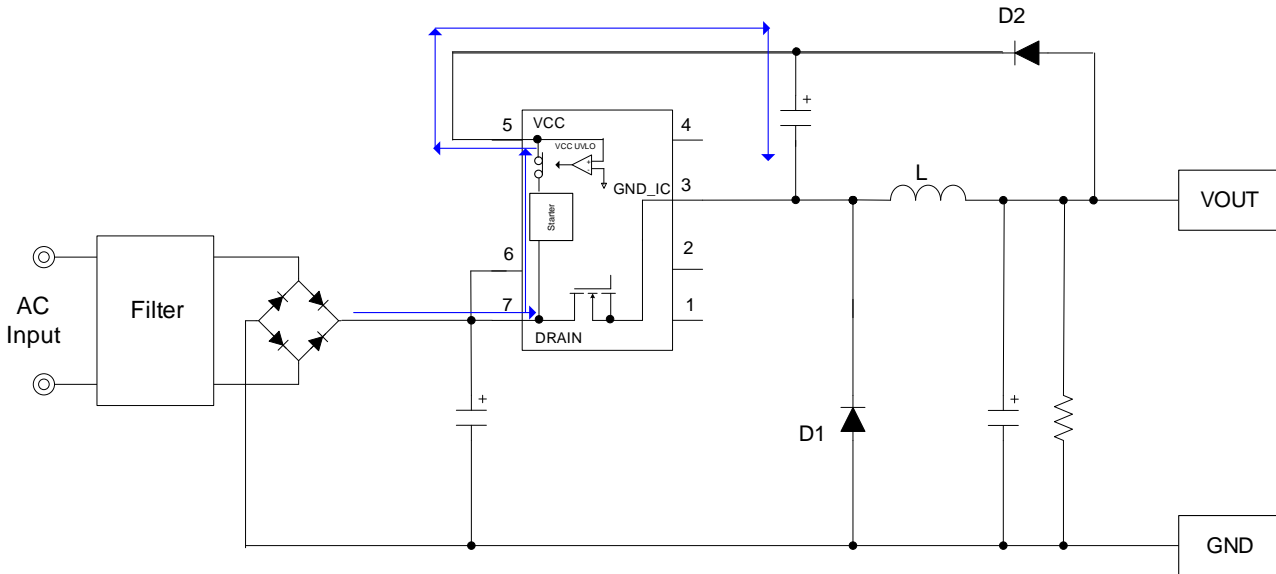 D2
5
VCC
4
VCC UVLO
GND_IC
3
L
VOUT
Starter
6
2
AC
Input
Filter
7
1
DRAIN
D1
GND
+
+
+
+